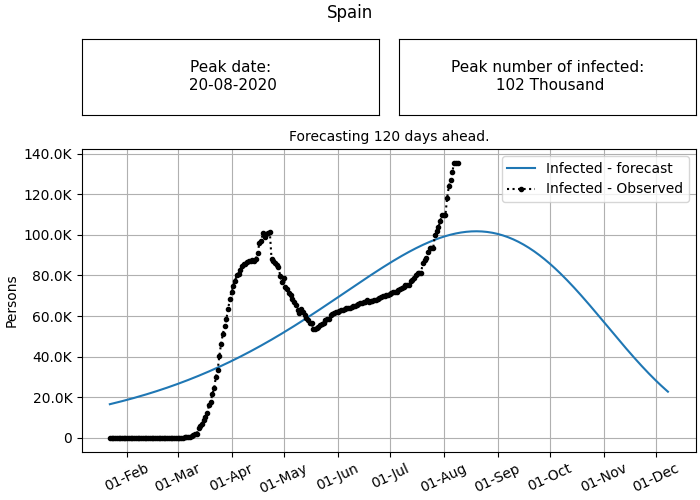 Spain
Peak date:
20-08-2020
Peak number of infected:
102 Thousand
Forecasting 120 days ahead.
140.0K
120.0K
100.0K
80.0K
60.0K
40.0K
20.0K
0
Persons
Infected - forecast
Infected - Observed
01-Feb
01-Mar
01-Apr
01-May
01-Jun
01-Jul
01-Aug
01-Sep
01-Oct
01-Nov
01-Dec